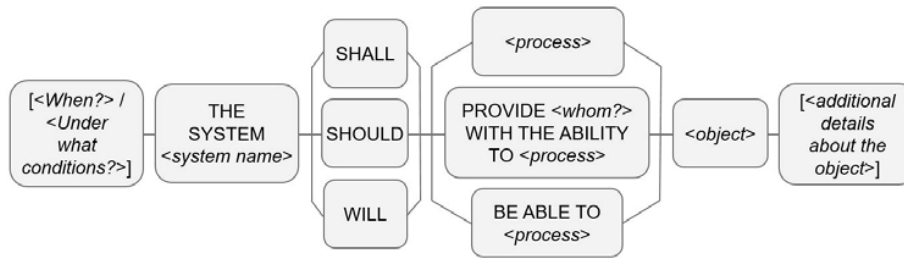 [<When?> /
<Under
what
conditions?>]
THE
SYSTEM
<system name>
SHALL
SHOULD
WILL
<process>
PROVIDE <whom?>
WITH THE ABILITY
TO <process>
BE ABLE TO
<process>
<object>
[<additional
details
about the
object>]